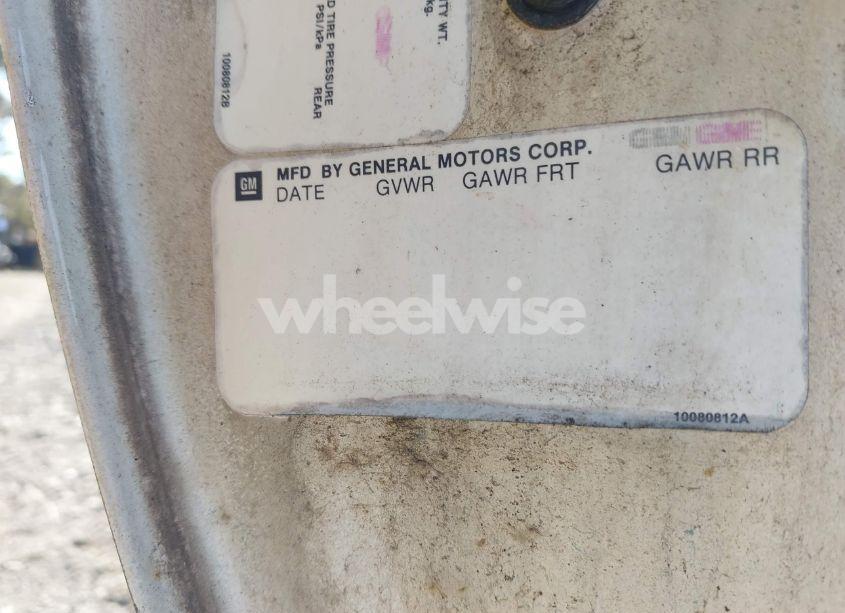 TY WT.
kg.
D TIRE PRESSURE
PSI/kPa
REAR
10080812B
GM
MFD BY GENERAL MOTORS CORP.
DATE GVWR GAWR FRT GAWR RR
wheelwise
10080812A